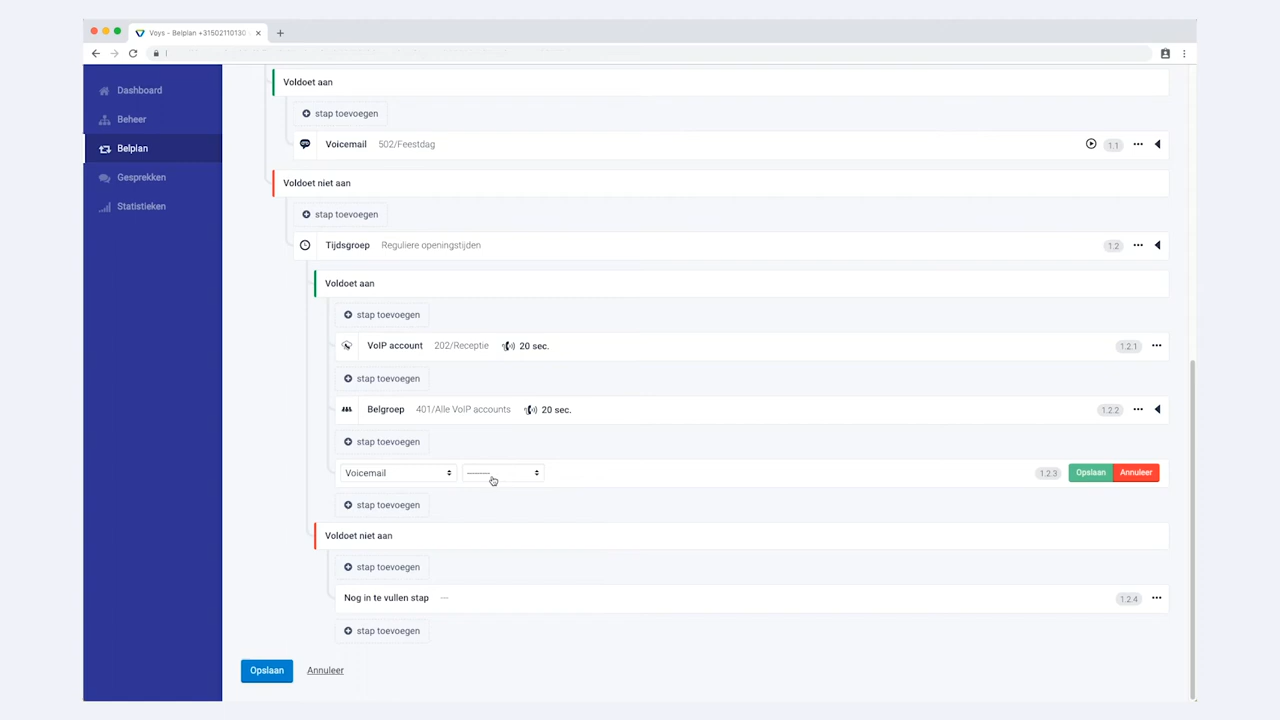 Voys - Belplan +31502110130
Dashboard
Beheer
Belplan
Gesprekken
Statistieken
Voldoet aan
stap toevoegen
Voicemail 502/Feestdag 1.1
Voldoet niet aan
stap toevoegen
Tijdsgroep Reguliere openingstijden 1.2
Voldoet aan
stap toevoegen
VoIP account 202/Receptie 20 sec. 1.2.1
stap toevoegen
Belgroep 401/Alle VoIP accounts 20 sec. 1.2.2
stap toevoegen
Voicemail --------- 1.2.3 Opslaan Annuleer
stap toevoegen
Voldoet niet aan
stap toevoegen
Nog in te vullen stap --- 1.2.4
stap toevoegen
Opslaan Annuleer